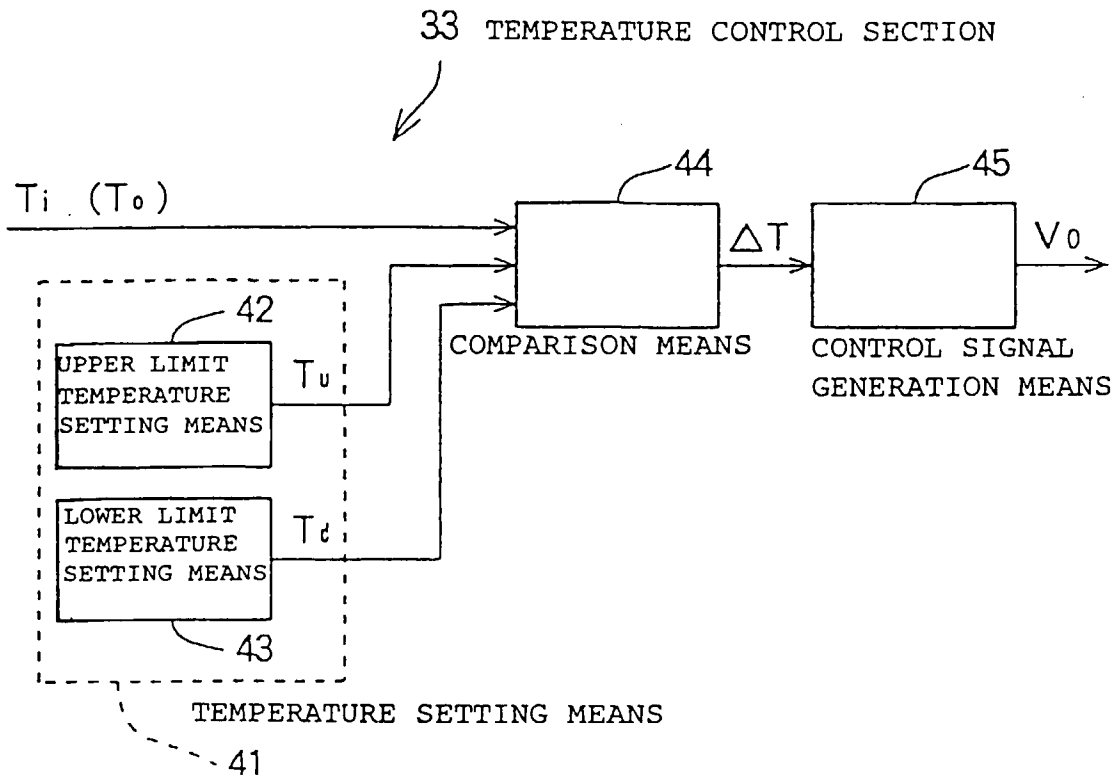 33 TEMPERATURE CONTROL SECTION
44
45
Ti (To)
ΔT
Vo
42
UPPER LIMIT
TEMPERATURE
SETTING MEANS
Tu
COMPARISON MEANS
CONTROL SIGNAL
GENERATION MEANS
LOWER LIMIT
TEMPERATURE
SETTING MEANS
Td
43
TEMPERATURE SETTING MEANS
41